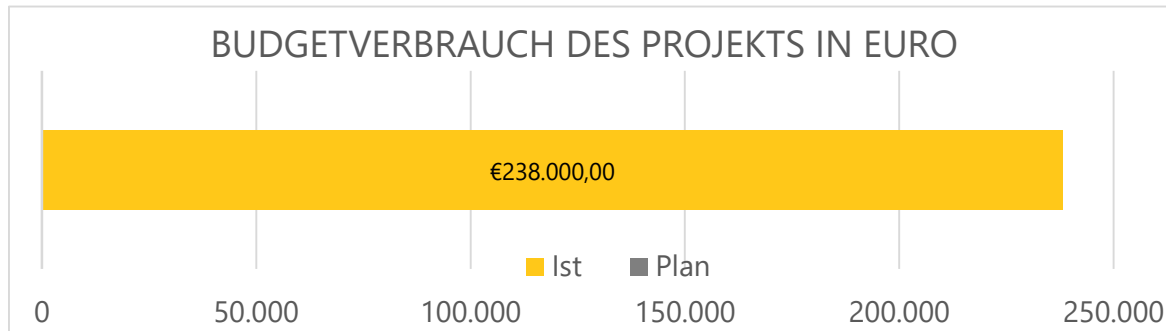 BUDGETVERBRAUCH DES PROJEKTS IN EURO
€238.000,00
Ist Plan
0 50.000 100.000 150.000 200.000 250.000